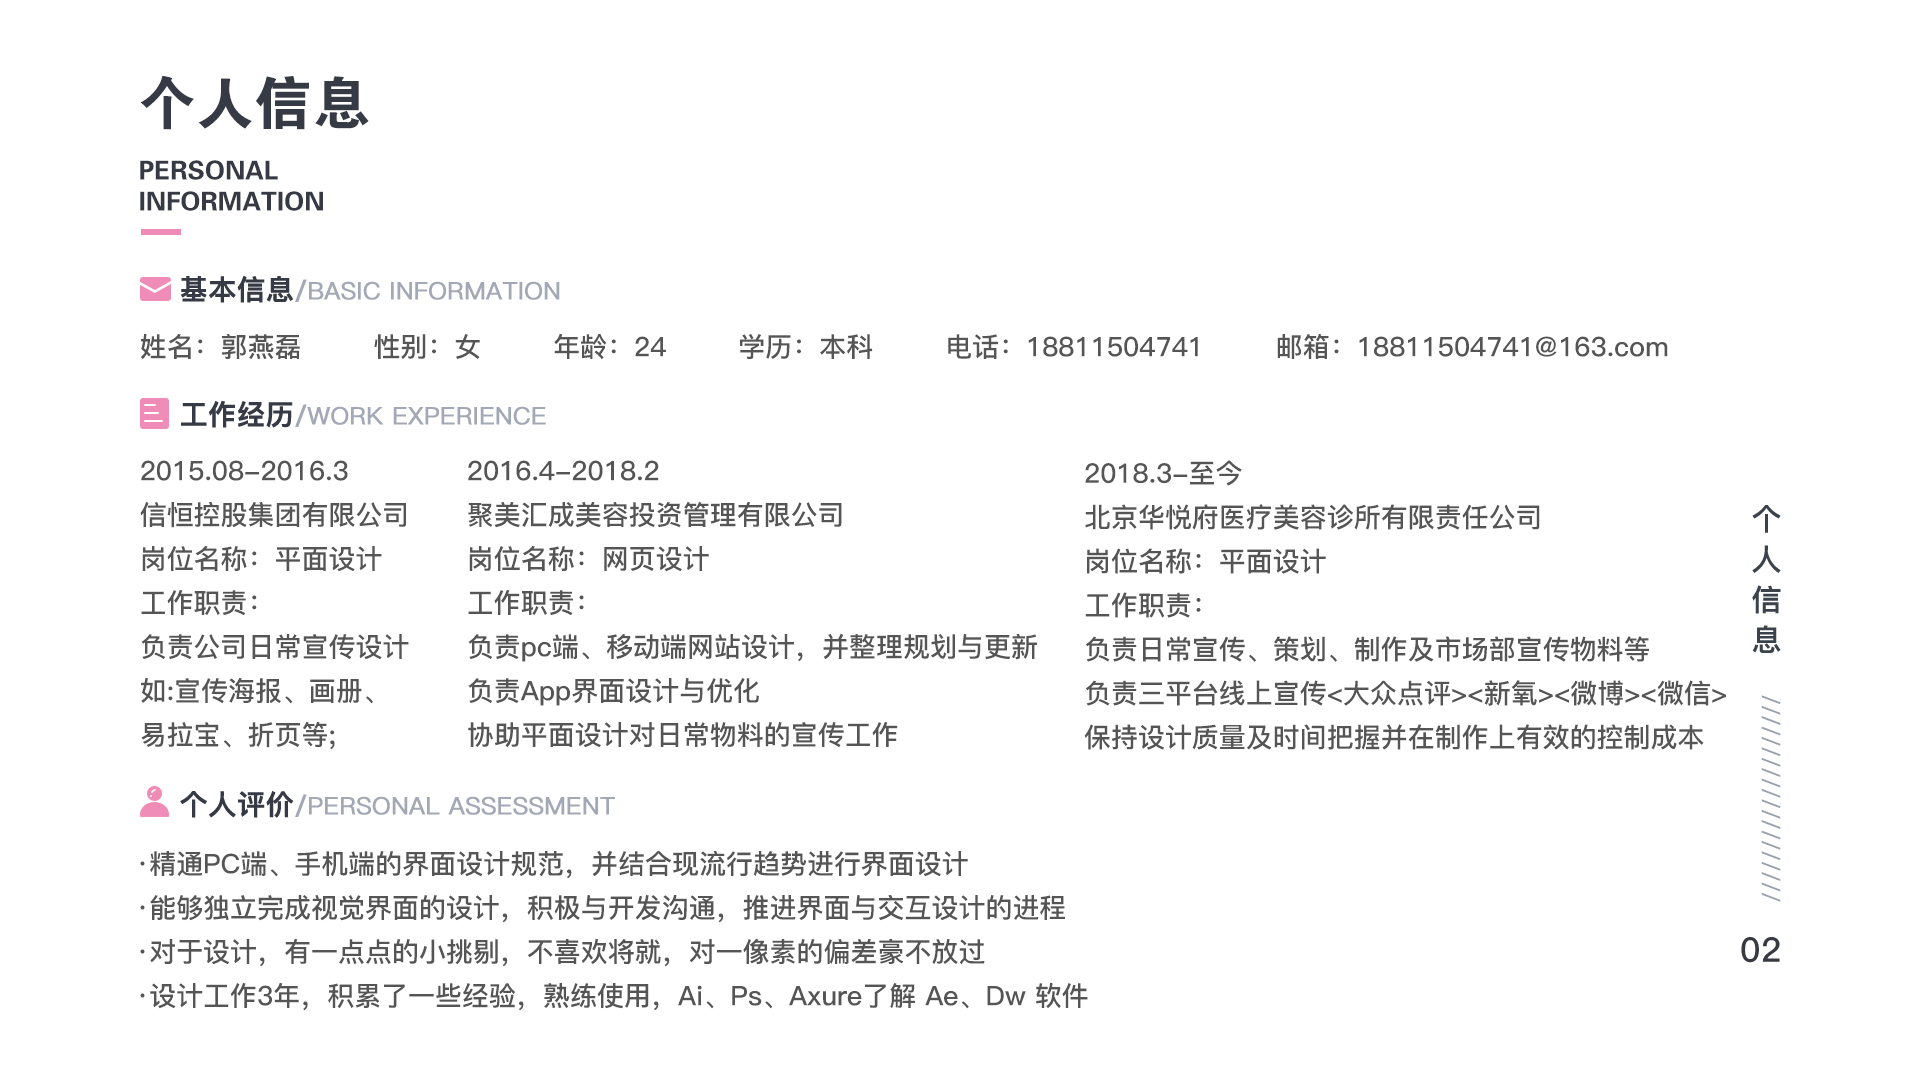 个人信息
PERSONAL
INFORMATION
基本信息/BASIC INFORMATION
姓名：郭燕磊 性别：女 年龄：24 学历：本科 电话：18811504741 邮箱：18811504741@163.com
工作经历/WORK EXPERIENCE
2015.08–2016.3
信恒控股集团有限公司
岗位名称：平面设计
工作职责：
负责公司日常宣传设计
如:宣传海报、画册、
易拉宝、折页等;
2016.4–2018.2
聚美汇成美容投资管理有限公司
岗位名称：网页设计
工作职责：
负责pc端、移动端网站设计，并整理规划与更新
负责App界面设计与优化
协助平面设计对日常物料的宣传工作
2018.3–至今
北京华悦府医疗美容诊所有限责任公司
岗位名称：平面设计
工作职责：
负责日常宣传、策划、制作及市场部宣传物料等
负责三平台线上宣传<大众点评><新氧><微博><微信>
保持设计质量及时间把握并在制作上有效的控制成本
个人评价/PERSONAL ASSESSMENT
·精通PC端、手机端的界面设计规范，并结合现流行趋势进行界面设计
·能够独立完成视觉界面的设计，积极与开发沟通，推进界面与交互设计的进程
·对于设计，有一点点的小挑剔，不喜欢将就，对一像素的偏差豪不放过
·设计工作3年，积累了一些经验，熟练使用，Ai、Ps、Axure了解 Ae、Dw 软件
个人信息
02